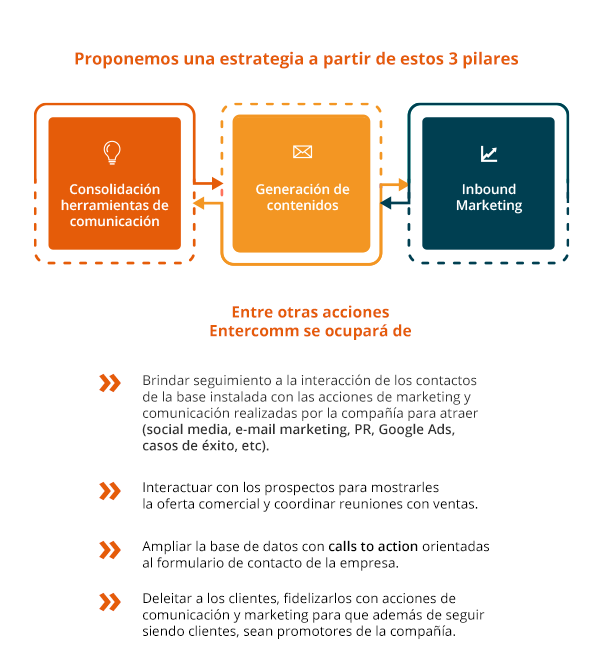 Proponemos una estrategia a partir de estos 3 pilares
Consolidación
herramientas de
comunicación
Generación de
contenidos
Inbound
Marketing
Entre otras acciones
Entercomm se ocupará de
Brindar seguimiento a la interacción de los contactos
de la base instalada con las acciones de marketing y
comunicación realizadas por la compañía para atraer
(social media, e-mail marketing, PR, Google Ads,
casos de éxito, etc).
Interactuar con los prospectos para mostrarles
la oferta comercial y coordinar reuniones con ventas.
Ampliar la base de datos con calls to action orientadas
al formulario de contacto de la empresa.
Deleitar a los clientes, fidelizarlos con acciones de
comunicación y marketing para que además de seguir
siendo clientes, sean promotores de la compañía.